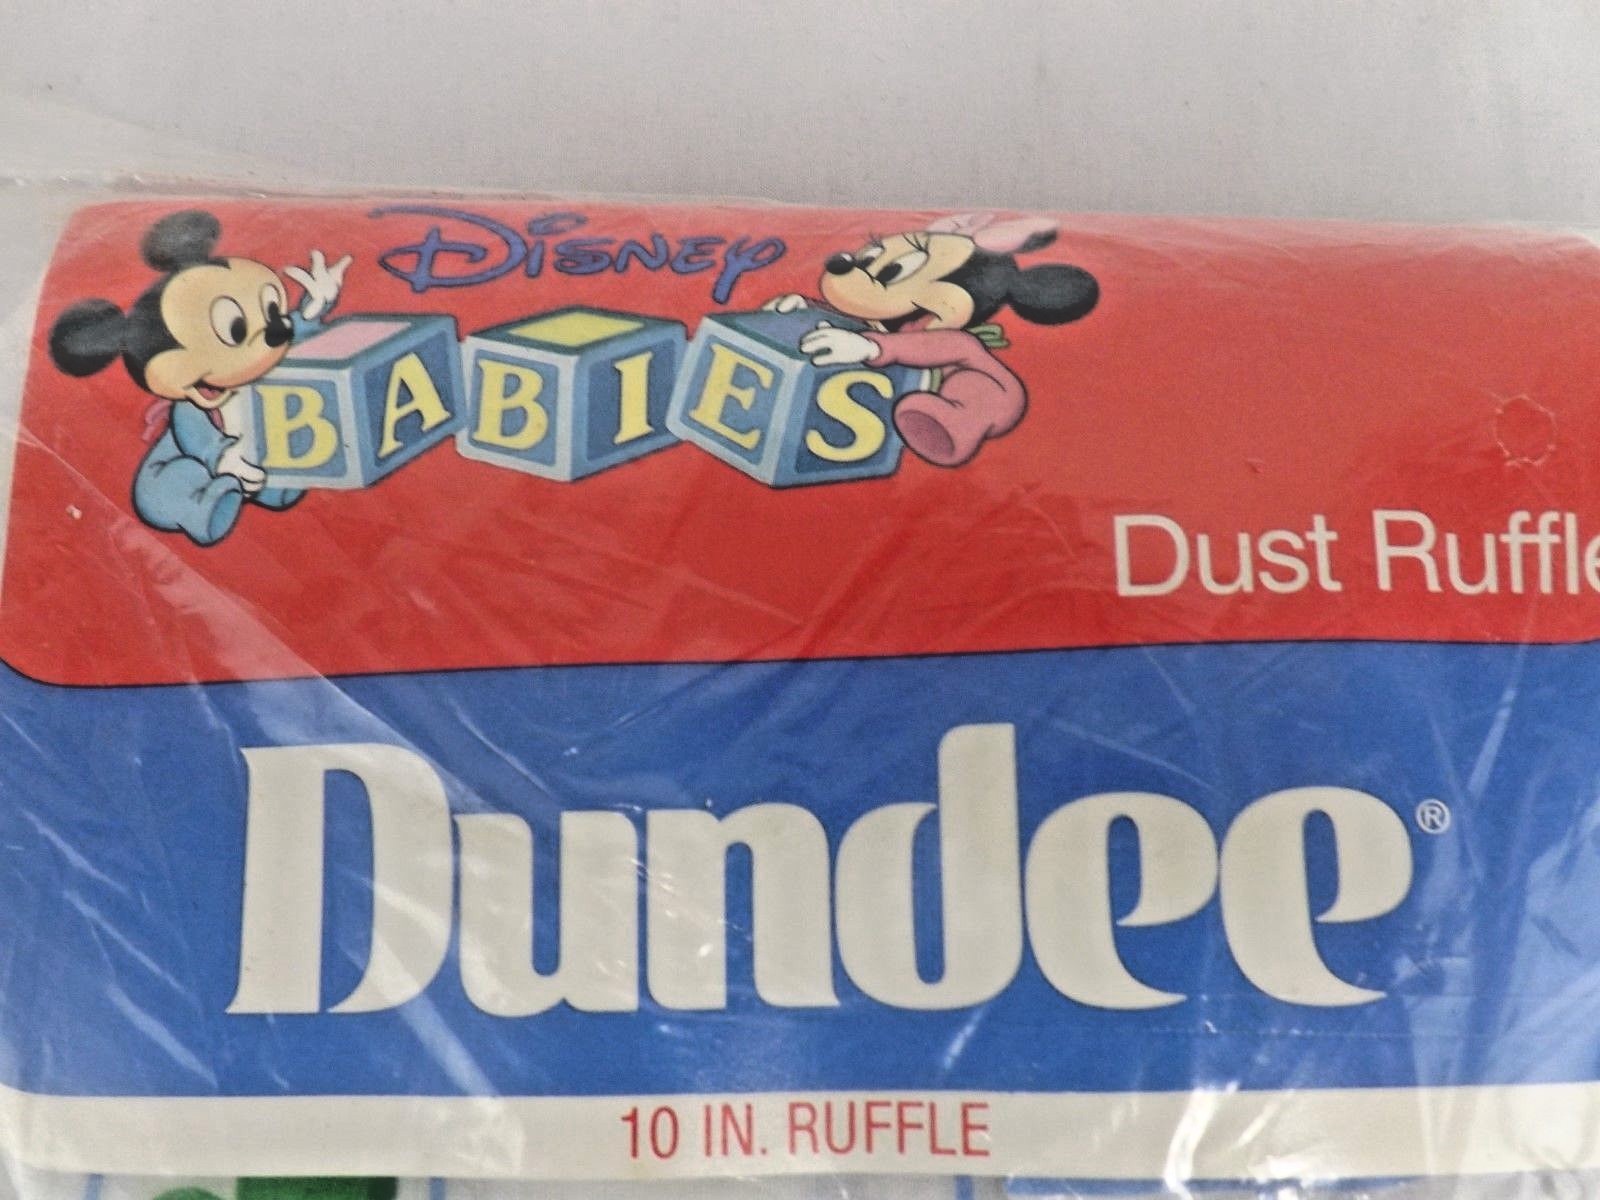 Disney
BABIES
Dust Ruffle
Dundee®
10 IN. RUFFLE